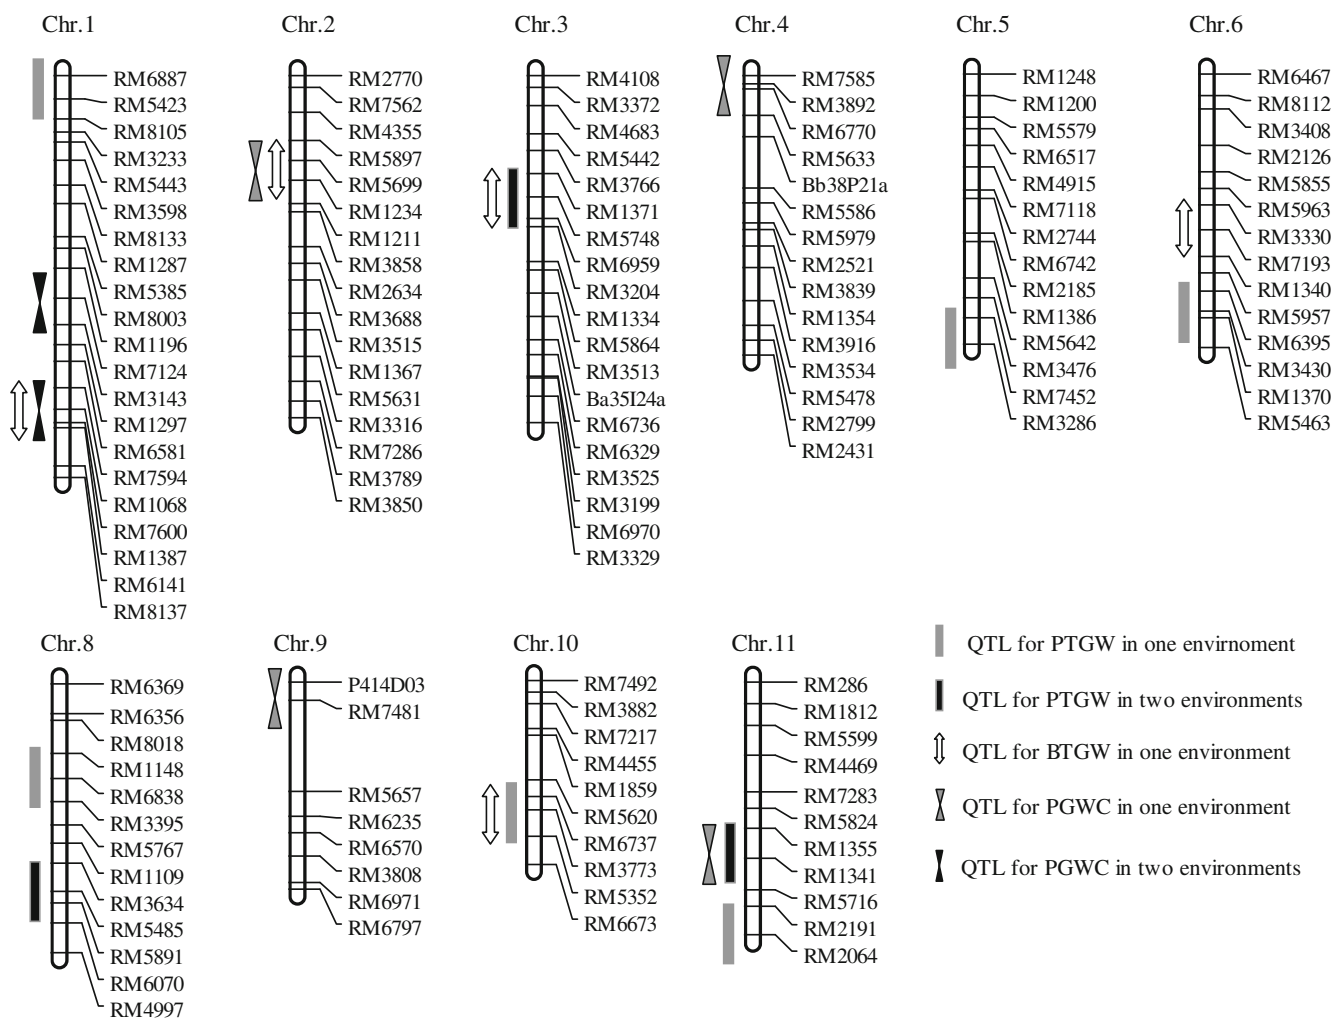 Chr.1
RM6887
RM5423
RM8105
RM3233
RM5443
RM3598
RM8133
RM1287
RM5385
RM8003
RM1196
RM7124
RM3143
RM1297
RM6581
RM7594
RM1068
RM7600
RM1387
RM6141
RM8137
Chr.2
RM2770
RM7562
RM4355
RM5897
RM5699
RM1234
RM1211
RM3858
RM2634
RM3688
RM3515
RM1367
RM5631
RM3316
RM7286
RM3789
RM3850
Chr.3
RM4108
RM3372
RM4683
RM5442
RM3766
RM1371
RM5748
RM6959
RM3204
RM1334
RM5864
RM3513
Ba35I24a
RM6736
RM6329
RM3525
RM3199
RM6970
RM3329
Chr.4
RM7585
RM3892
RM6770
RM5633
Bb38P21a
RM5586
RM5979
RM2521
RM3839
RM1354
RM3916
RM3534
RM5478
RM2799
RM2431
Chr.5
RM1248
RM1200
RM5579
RM6517
RM4915
RM7118
RM2744
RM6742
RM2185
RM1386
RM5642
RM3476
RM7452
RM3286
Chr.6
RM6467
RM8112
RM3408
RM2126
RM5855
RM5963
RM3330
RM7193
RM1340
RM5957
RM6395
RM3430
RM1370
RM5463
Chr.8
RM6369
RM6356
RM8018
RM1148
RM6838
RM3395
RM5767
RM1109
RM3634
RM5485
RM5891
RM6070
RM4997
Chr.9
P414D03
RM7481
RM5657
RM6235
RM6570
RM3808
RM6971
RM6797
Chr.10
RM7492
RM3882
RM7217
RM4455
RM1859
RM5620
RM6737
RM3773
RM5352
RM6673
Chr.11
RM286
RM1812
RM5599
RM4469
RM7283
RM5824
RM1355
RM1341
RM5716
RM2191
RM2064
QTL for PTGW in one envirnoment
QTL for PTGW in two environments
QTL for BTGW in one environment
QTL for PGWC in one environment
QTL for PGWC in two environments